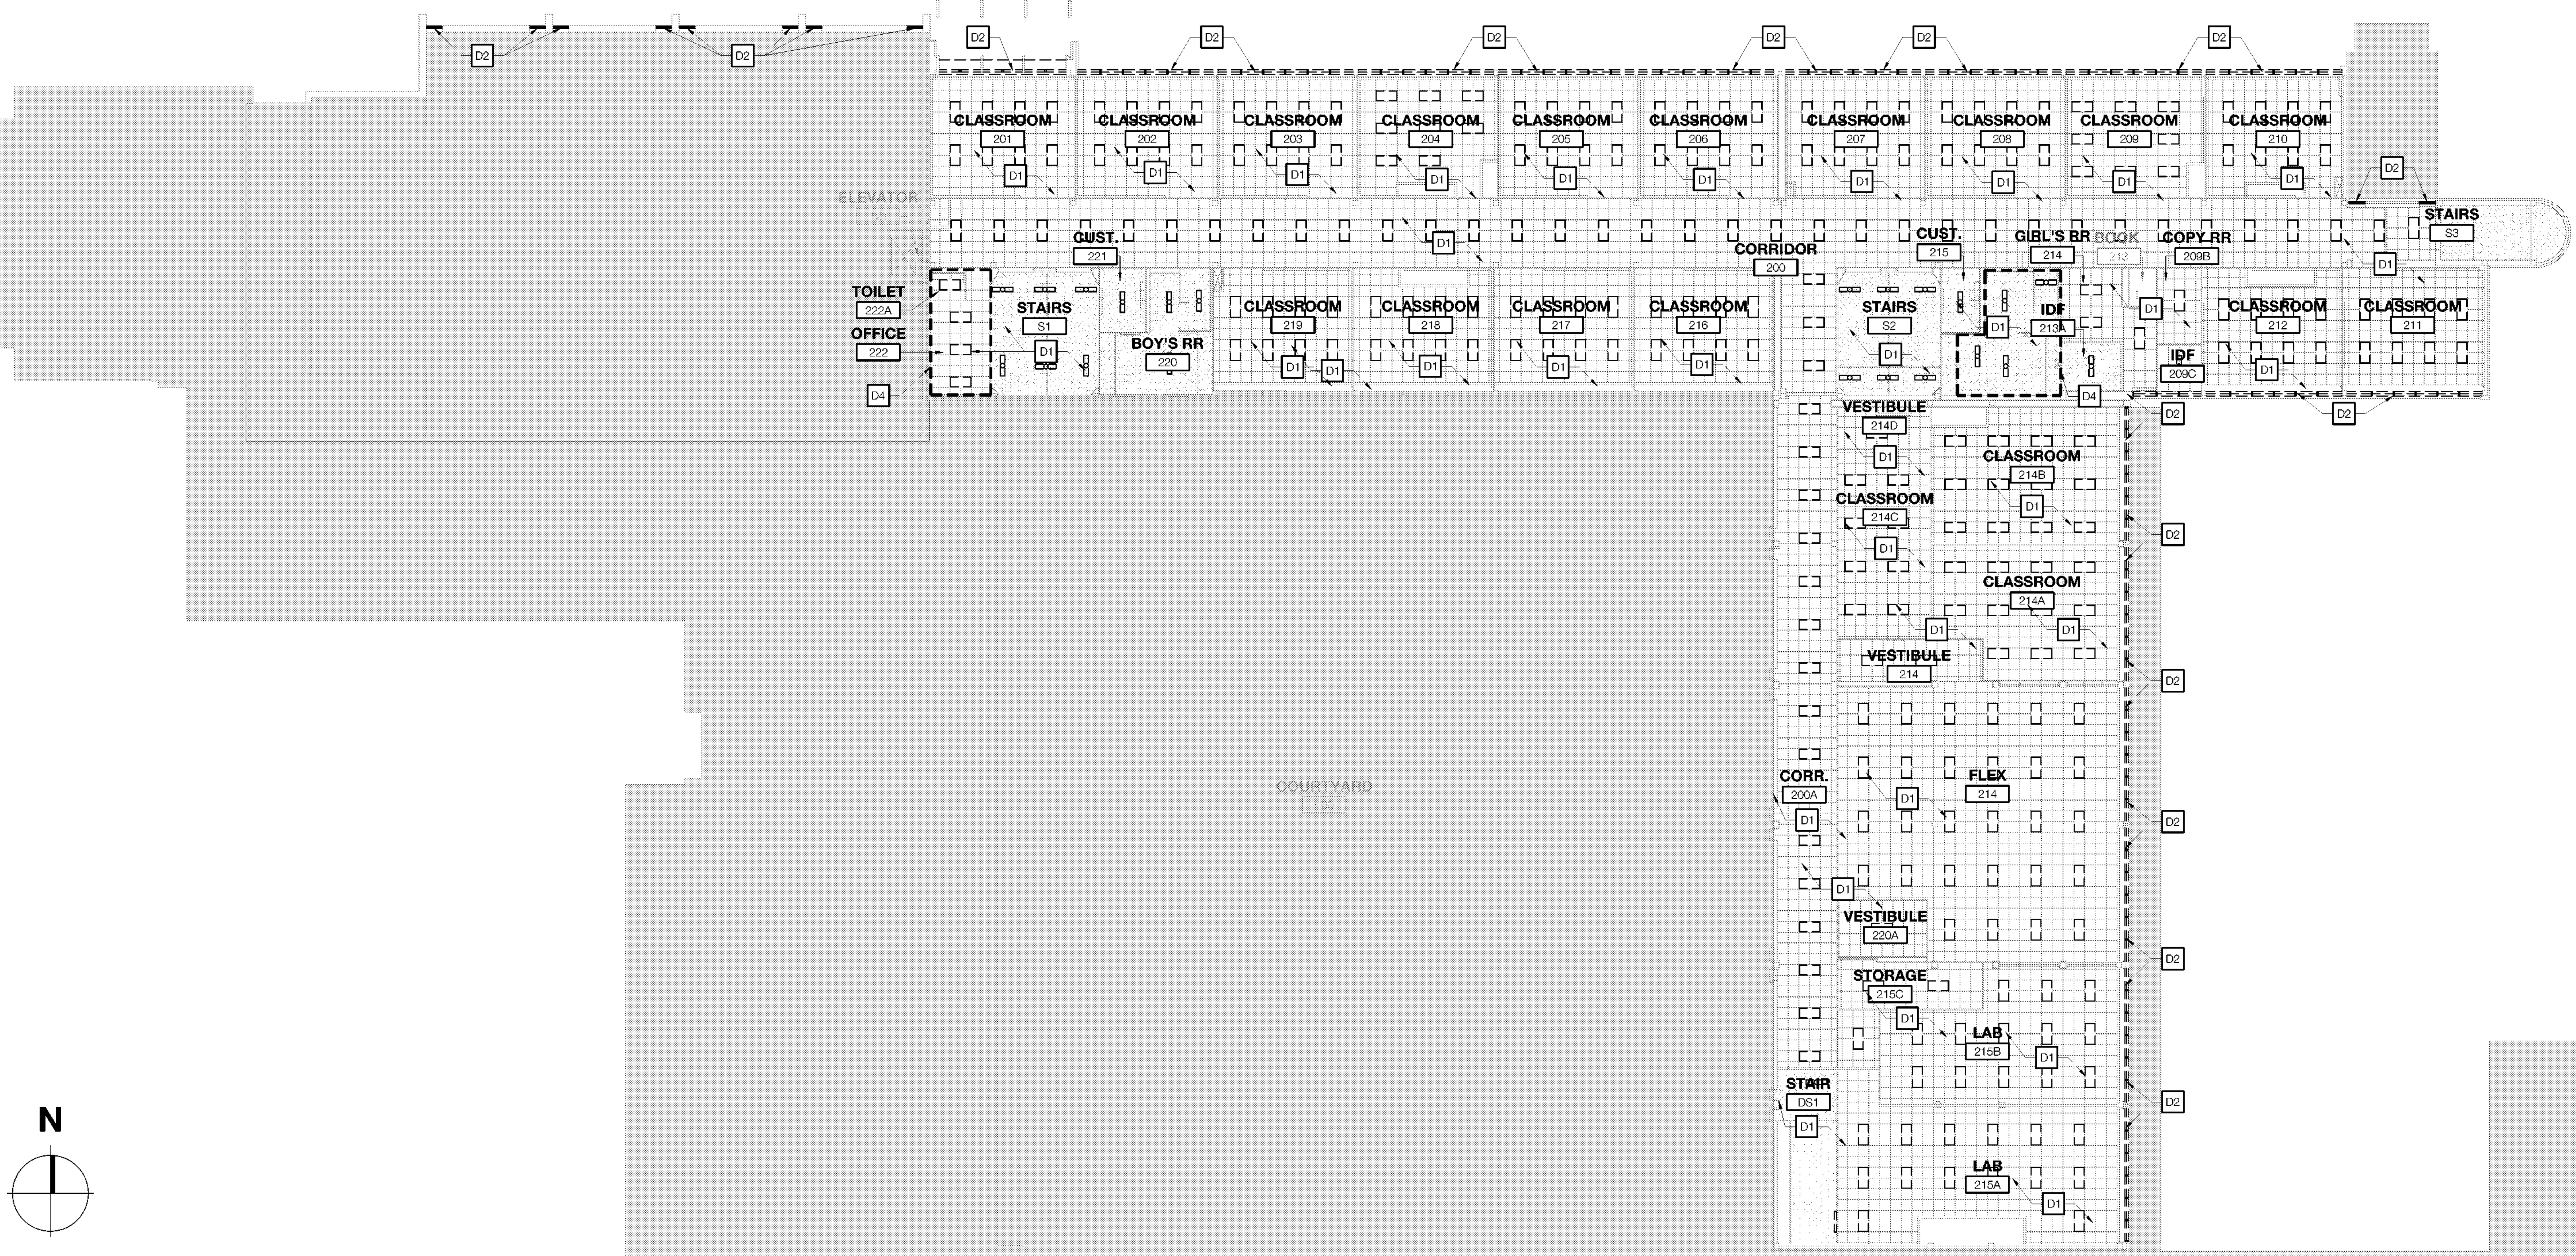 D2
D2
D2
D2
D2
D2
D2
D2
CLASSROOM
201
D1
CLASSROOM
202
D1
CLASSROOM
203
D1
CLASSROOM
204
D1
CLASSROOM
205
D1
CLASSROOM
206
D1
CLASSROOM
207
D1
CLASSROOM
208
D1
CLASSROOM
209
D1
CLASSROOM
210
D1
D2
ELEVATOR
STAIRS
S3
CUST.
221
D1
CORRIDOR
200
CUST.
215
GIRL'S RR
214
BOOK
213
COPY RR
209B
D1
TOILET
222A
OFFICE
222
D4
STAIRS
S1
D1
BOY'S RR
220
CLASSROOM
219
D1
D1
CLASSROOM
218
D1
CLASSROOM
217
D1
CLASSROOM
216
D1
STAIRS
S2
D1
D1
IDF
213A
D1
D4
IDF
209C
CLASSROOM
212
D1
CLASSROOM
211
D2
D2
VESTIBULE
214D
D1
CLASSROOM
214B
D1
CLASSROOM
214C
D1
D2
CLASSROOM
214A
D1
D1
VESTIBULE
214
D2
CORR.
200A
D1
FLEX
214
D1
D2
COURTYARD
D1
VESTIBULE
220A
D2
STORAGE
215C
D1
LAB
215B
D1
STAIR
DS1
D1
D2
LAB
215A
D1
N